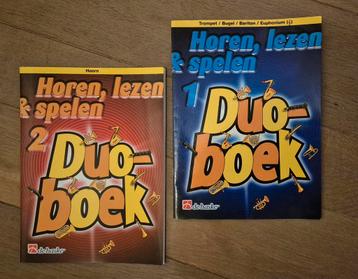 Hoorn
Horen, lezen
& spelen
2
Duo-
boek
de haske
Trompet / Bugel / Bariton / Euphonium
Horen, lezen
& spelen
1
Duo-
boek
de haske